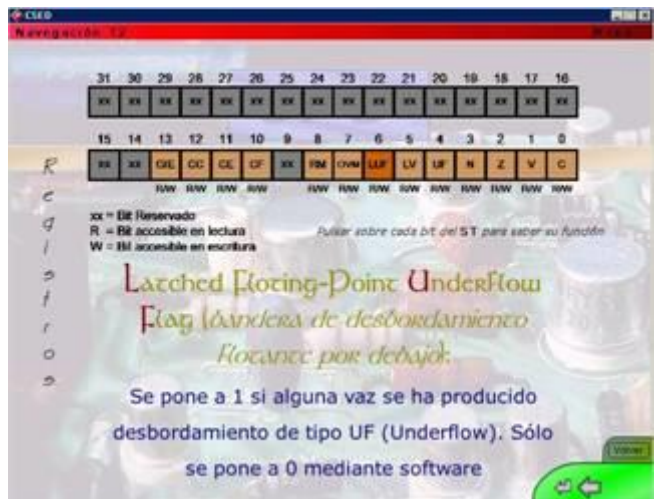 CSED
Navegación T2
31 30 29 28 27 26 25 24 23 22 21 20 19 18 17 16
xx xx xx xx xx xx xx xx xx xx xx xx xx xx xx xx
15 14 13 12 11 10 9 8 7 6 5 4 3 2 1 0
xx xx GIE CC CE CF xx RM OVM LUF LV UF N Z V C
R/W R/W R/W R/W R/W R/W R/W R/W R/W R/W R/W R/W R/W
Registros
xx = Bit Reservado
R = Bit accesible en lectura
W = Bit accesible en escritura
Pulsar sobre cada bit del ST para saber su función
Latched Floting-Point Underflow
Flag (bandera de desbordamiento
flotante por debajo):
Se pone a 1 si alguna vaz se ha producido
desbordamiento de tipo UF (Underflow). Sólo
se pone a 0 mediante software
Volver